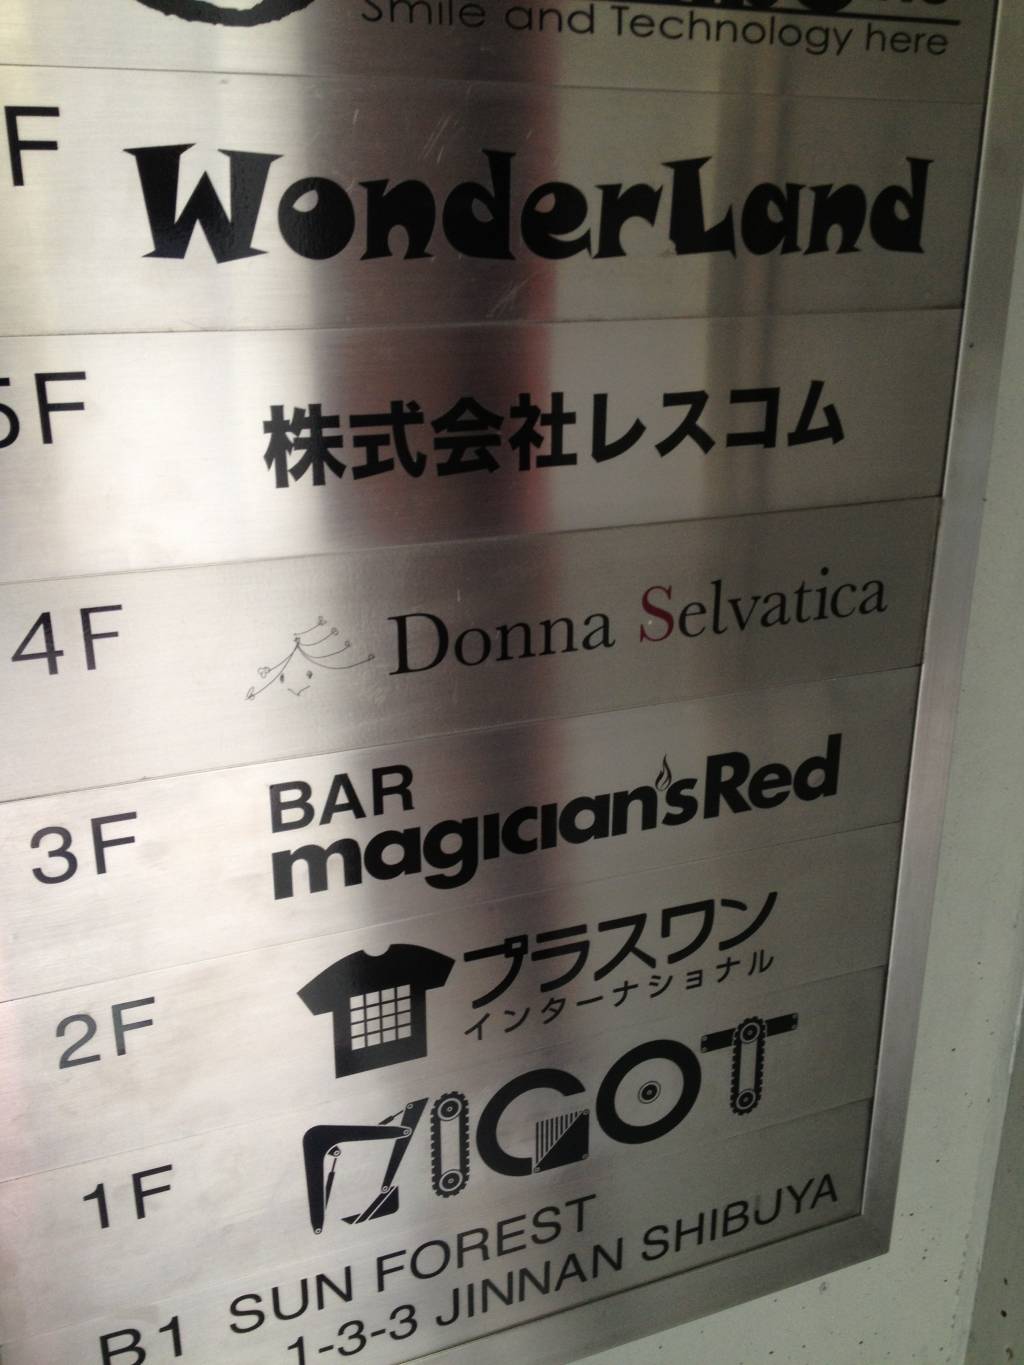 Smile and Technology here
F WonderLand
5F 株式会社レスコム
4F Donna Selvatica
3F BAR
magician'sRed
2F プラスワン
インターナショナル
1F BIGOT
B1 SUN FOREST
1-3-3 JINNAN SHIBUYA